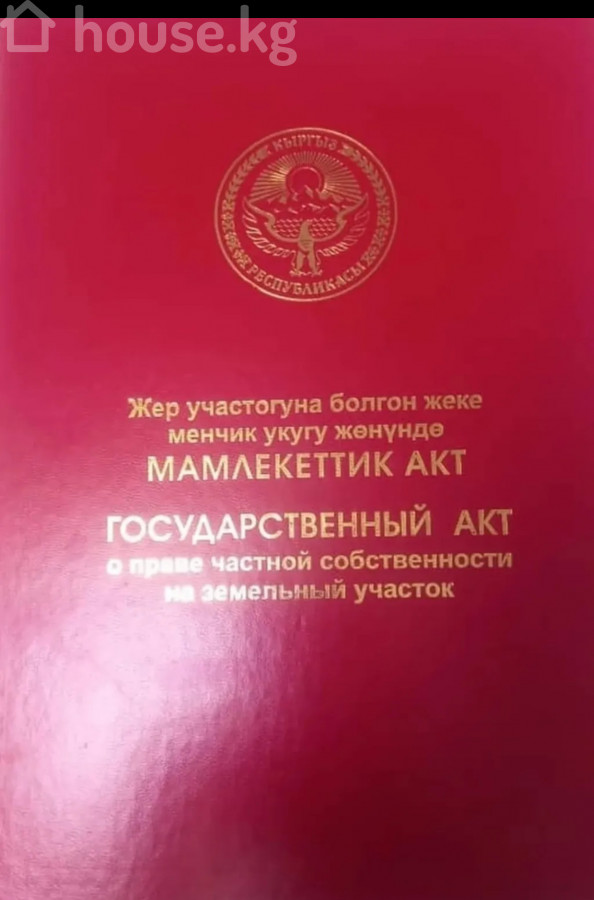 house.kg
КЫРГЫЗ
РЕСПУБЛИКАСЫ
Жер участогуна болгон жеке
менчик укугу жөнүндө
МАМЛЕКЕТТИК АКТ
ГОСУДАРСТВЕННЫЙ АКТ
о праве частной собственности
на земельный участок